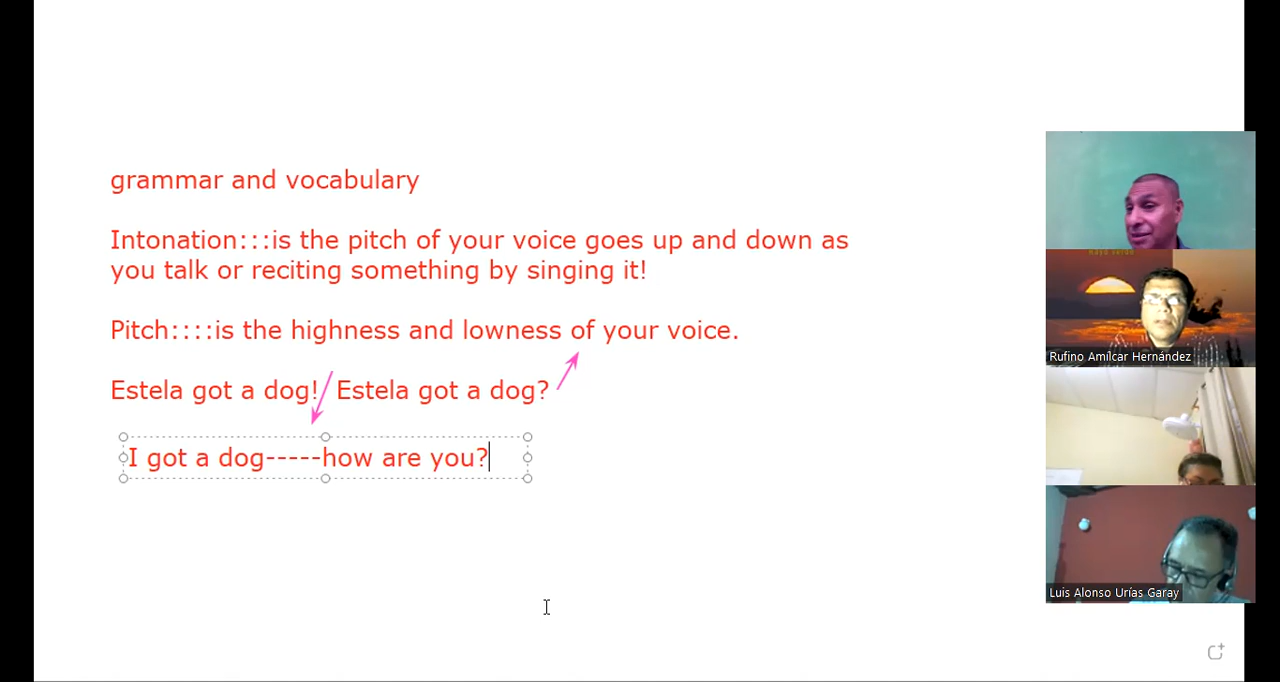 grammar and vocabulary
Intonation:::is the pitch of your voice goes up and down as
you talk or reciting something by singing it!
Pitch::::is the highness and lowness of your voice.
Estela got a dog! Estela got a dog?
I got a dog-----how are you?
Rufino Amílcar Hernández
Luis Alonso Urías Garay